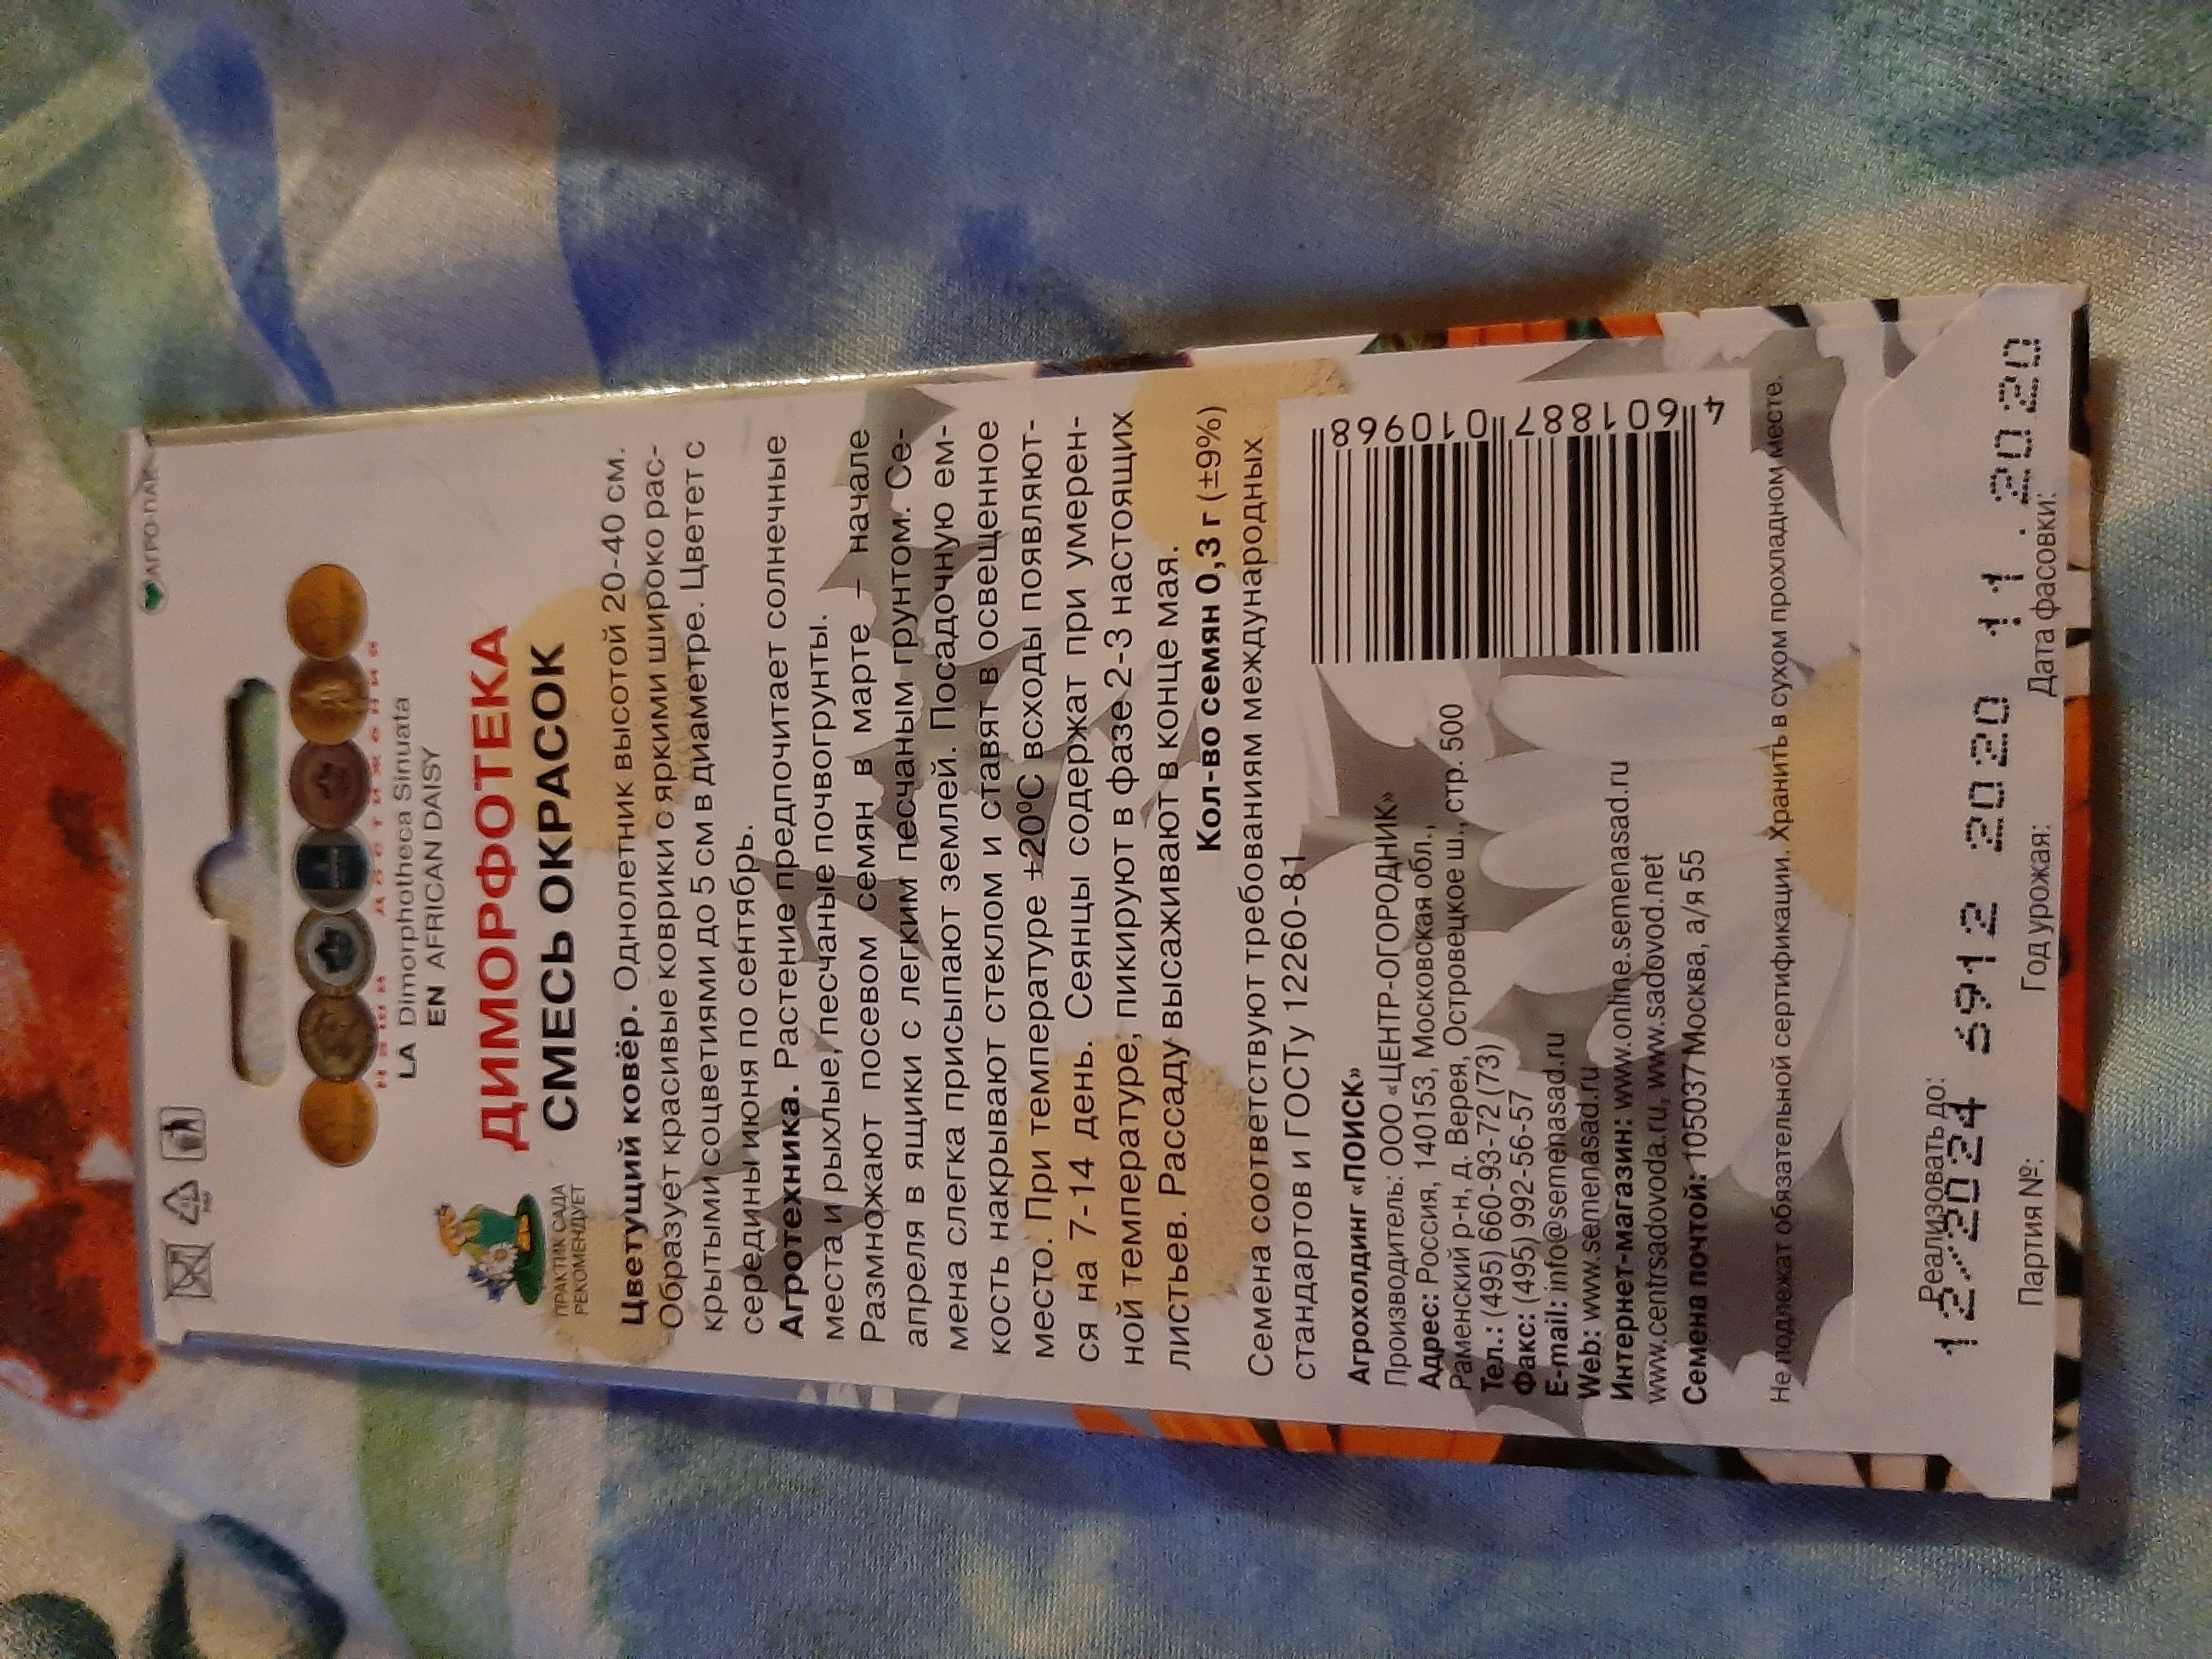 АГРО-ПАК
НАШИ ДОСТИЖЕНИЯ
LA Dimorphotheca Sinuata
EN AFRICAN DAISY
ПРАКТИК САДА
РЕКОМЕНДУЕТ
ДИМОРФОТЕКА
СМЕСЬ ОКРАСОК
Цветущий ковёр. Однолетник высотой 20-40 см.
Образует красивые коврики с яркими широко рас-
крытыми соцветиями до 5 см в диаметре. Цветет с
середины июня по сентябрь.
Агротехника. Растение предпочитает солнечные
места и рыхлые, песчаные почвогрунты.
Размножают посевом семян в марте – начале
апреля в ящики с легким песчаным грунтом. Се-
мена слегка присыпают землей. Посадочную ем-
кость накрывают стеклом и ставят в освещенное
место. При температуре +20°С всходы появляют-
ся на 7-14 день. Сеянцы содержат при умерен-
ной температуре, пикируют в фазе 2-3 настоящих
листьев. Рассаду высаживают в конце мая.
Кол-во семян 0,3 г (±9%)
Семена соответствуют требованиям международных
стандартов и ГОСТу 12260-81
Агрохолдинг «ПОИСК»
Производитель: ООО «ЦЕНТР-ОГОРОДНИК»
Адрес: Россия, 140153, Московская обл.,
Раменский р-н, д. Верея, Островецкое ш., стр. 500
Тел.: (495) 660-93-72 (73)
Факс: (495) 992-56-57
E-mail: info@semenasad.ru
Web: www.semenasad.ru
Интернет-магазин: www.online.semenasad.ru
www.centrsadovoda.ru, www.sadovod.net
Семена почтой: 105037 Москва, а/я 55
4 601887 010968
Не подлежат обязательной сертификации. Хранить в сухом прохладном месте.
Реализовать до:
12/2024 6912 2020 11.2020
Партия №: Год урожая: Дата фасовки: